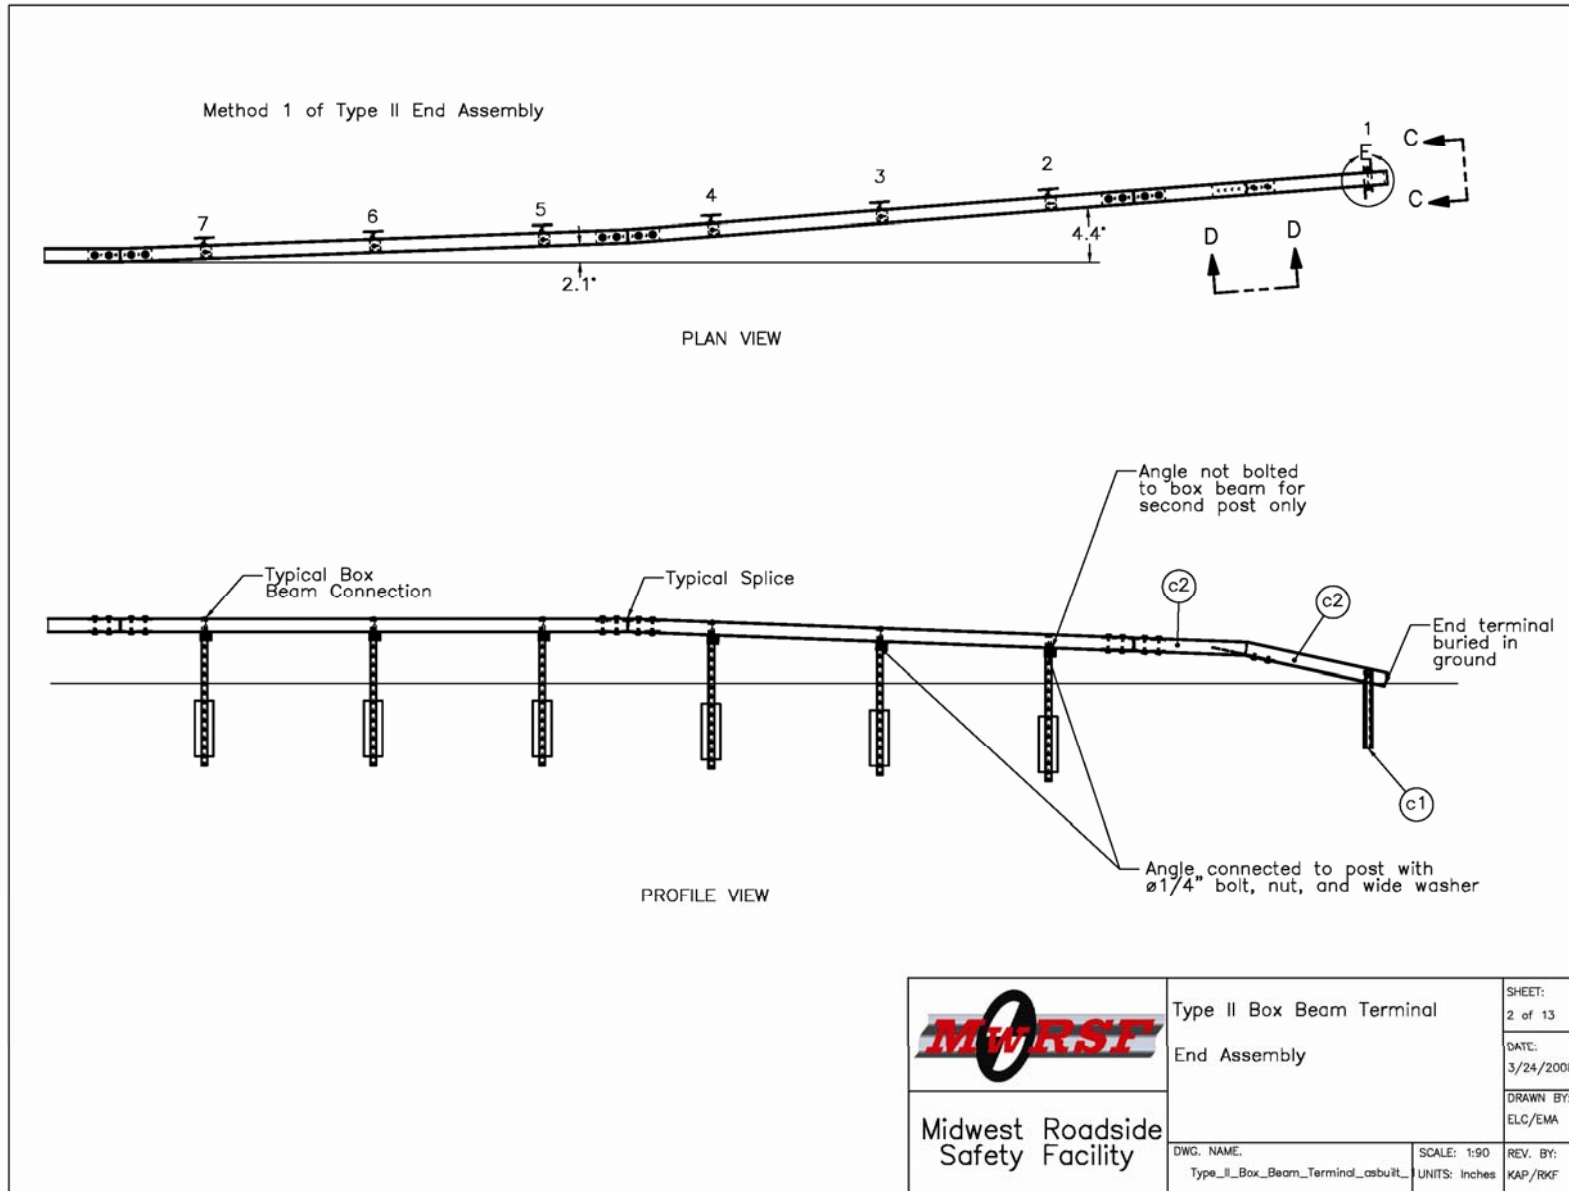 Method 1 of Type II End Assembly
1
E
C
C
2
3
4
5
6
7
4.4°
2.1°
D
D
PLAN VIEW
Angle not bolted
to box beam for
second post only
Typical Box
Beam Connection
Typical Splice
c2
c2
End terminal
buried in
ground
c1
Angle connected to post with
ø1/4" bolt, nut, and wide washer
PROFILE VIEW
MwRSF
Midwest Roadside
Safety Facility
Type II Box Beam Terminal
End Assembly
SHEET:
2 of 13
DATE:
3/24/2008
DRAWN BY:
ELC/EMA
DWG. NAME.
Type_II_Box_Beam_Terminal_asbuilt_
SCALE: 1:90
UNITS: Inches
REV. BY:
KAP/RKF